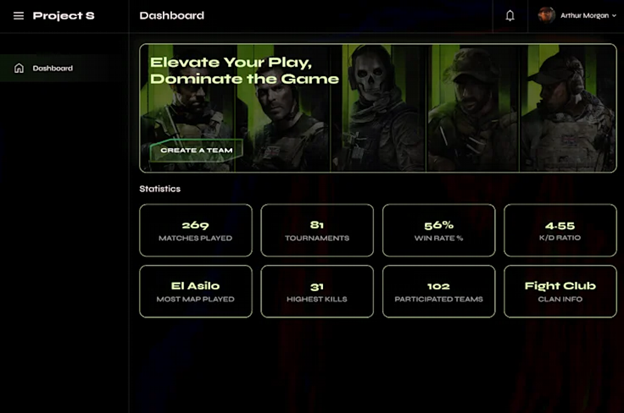 Project S
Dashboard
Arthur Morgan
Dashboard
Elevate Your Play,
Dominate the Game
CREATE A TEAM
Statistics
269
MATCHES PLAYED
81
TOURNAMENTS
56%
WIN RATE %
4.55
K/D RATIO
El Asilo
MOST MAP PLAYED
31
HIGHEST KILLS
102
PARTICIPATED TEAMS
Fight Club
CLAN INFO